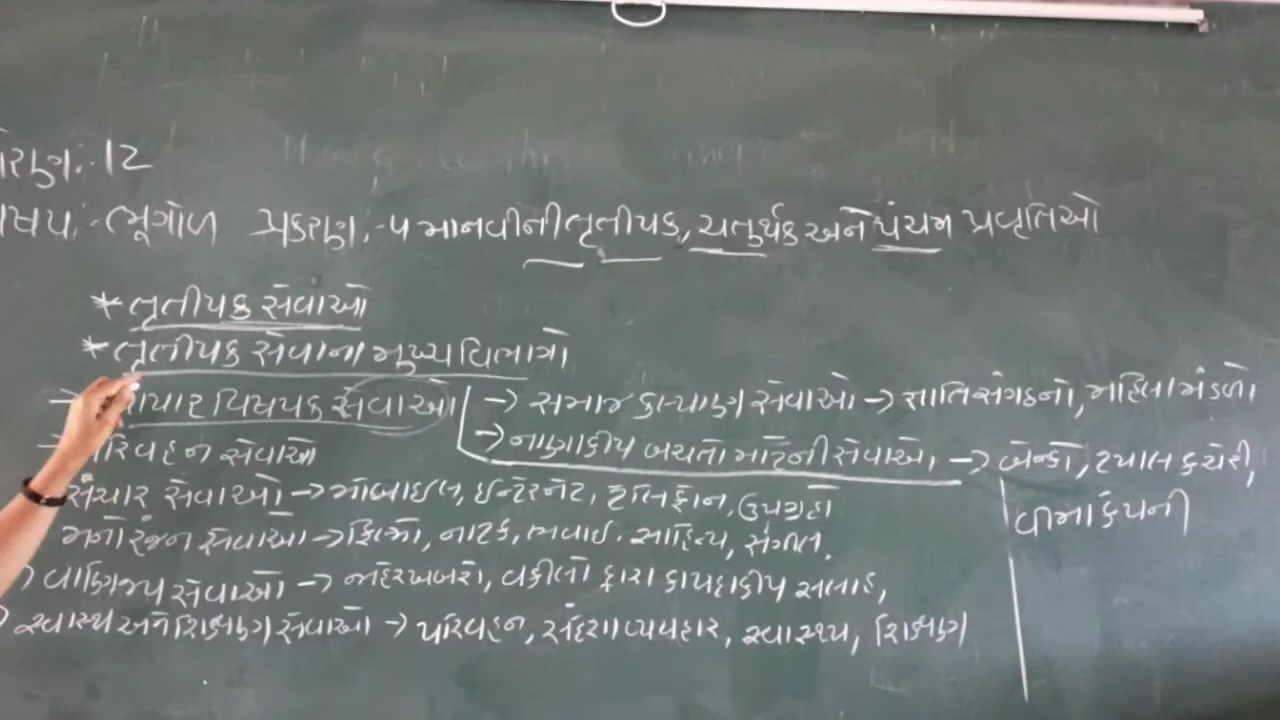 ધોરણ :- 12
વિષય :- ભૂગોળ પ્રકરણ :- ૫ માનવીની તૃતીયક, ચતુર્થક અને પંચમ પ્રવૃતિઓ
* તૃતીયક સેવાઓ
* તૃતીયક સેવાના મુખ્ય વિભાગો
→ વ્યાપાર વિષયક સેવાઓ
→ પરિવહન સેવાઓ
સંચાર સેવાઓ → મોબાઇલ, ઇન્ટરનેટ, ટેલિફોન, ઉપગ્રહો
મનોરંજન સેવાઓ → ફિલ્મો, નાટક, ભવાઇ. સાહિત્ય, સંગીત.
→ વાણિજ્ય સેવાઓ → જાહેરખબરો, વકીલો દ્વારા કાયદાકીય સલાહ,
→ સ્વાસ્થ્ય અને શિક્ષણ સેવાઓ → પરિવહન, સંદેશાવ્યવહાર, સ્વાસ્થ્ય, શિક્ષણ
→ સમાજ કલ્યાણ સેવાઓ → જ્ઞાતિ સંગઠનો, મહિલા મંડળો
→ નાણાકીય બચતો માટેની સેવાઓ → બેન્કો, ટપાલ કચેરી,
વીમા કંપની